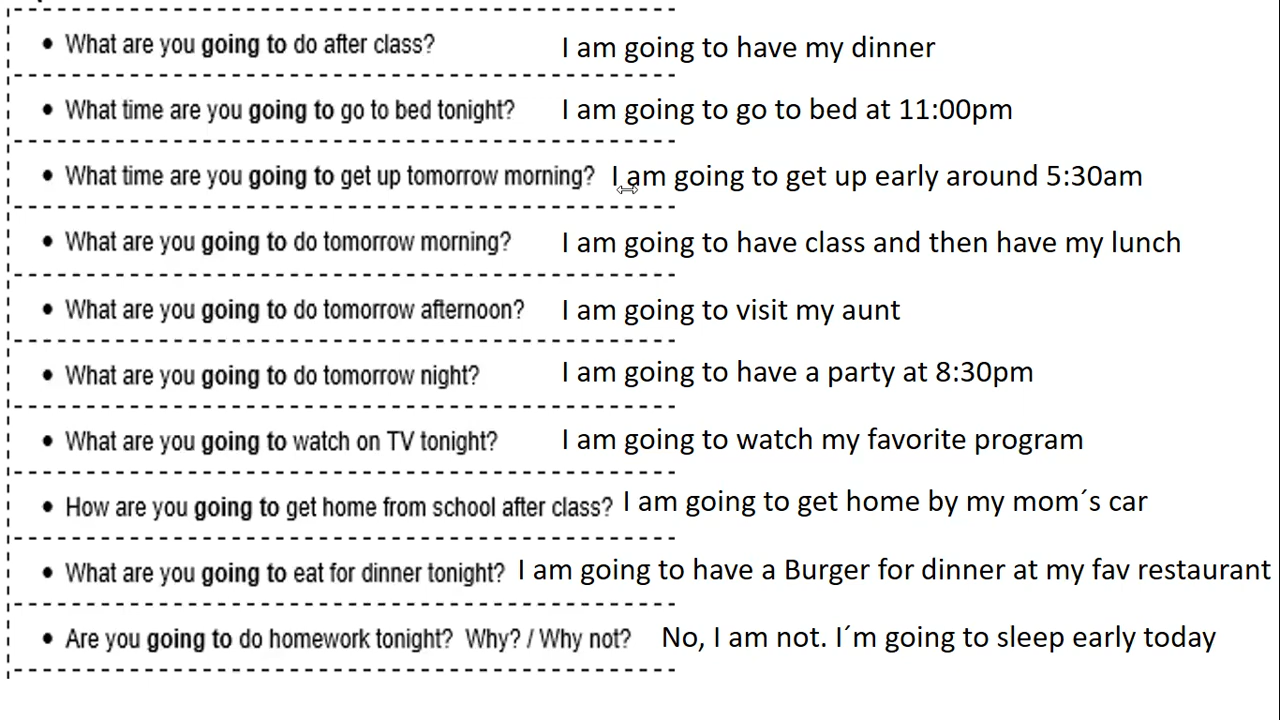 • What are you going to do after class? I am going to have my dinner
• What time are you going to go to bed tonight? I am going to go to bed at 11:00pm
• What time are you going to get up tomorrow morning? I am going to get up early around 5:30am
• What are you going to do tomorrow morning? I am going to have class and then have my lunch
• What are you going to do tomorrow afternoon? I am going to visit my aunt
• What are you going to do tomorrow night? I am going to have a party at 8:30pm
• What are you going to watch on TV tonight? I am going to watch my favorite program
• How are you going to get home from school after class? I am going to get home by my mom´s car
• What are you going to eat for dinner tonight? I am going to have a Burger for dinner at my fav restaurant
• Are you going to do homework tonight? Why? / Why not? No, I am not. I´m going to sleep early today